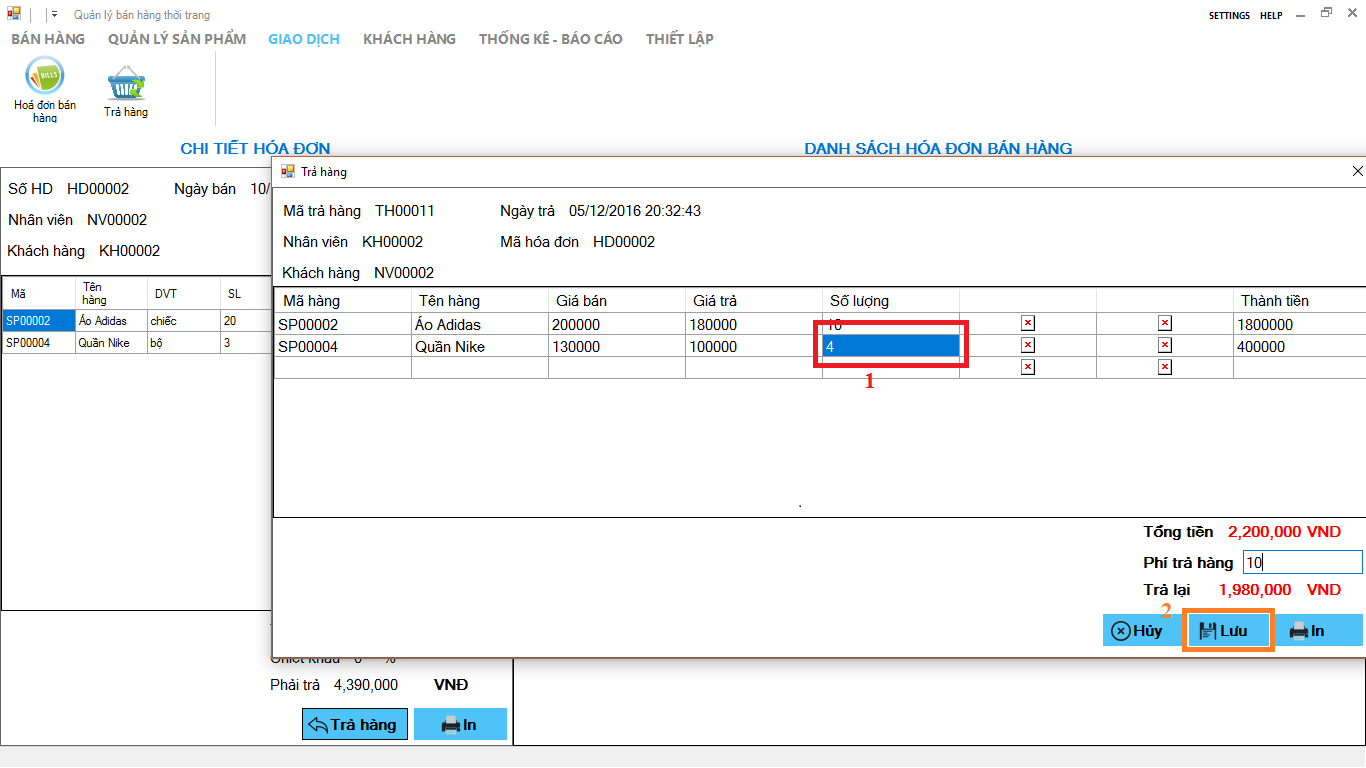 Quản lý bán hàng thời trang
SETTINGS HELP
BÁN HÀNG QUẢN LÝ SẢN PHẨM GIAO DỊCH KHÁCH HÀNG THỐNG KÊ - BÁO CÁO THIẾT LẬP
BILLS
Hoá đơn bán
hàng
Trả hàng
CHI TIẾT HÓA ĐƠN
DANH SÁCH HÓA ĐƠN BÁN HÀNG
Số HD HD00002 Ngày bán 10/
Nhân viên NV00002
Khách hàng KH00002
Mã Tên hàng DVT SL
SP00002 Áo Adidas chiếc 20
SP00004 Quần Nike bộ 3
Chiết khấu 0 %
Phải trả 4,390,000 VNĐ
Trả hàng In
Trả hàng
Mã trả hàng TH00011 Ngày trả 05/12/2016 20:32:43
Nhân viên KH00002 Mã hóa đơn HD00002
Khách hàng NV00002
Mã hàng Tên hàng Giá bán Giá trả Số lượng Thành tiền
SP00002 Áo Adidas 200000 180000 10 1800000
SP00004 Quần Nike 130000 100000 4 400000
1
Tổng tiền 2,200,000 VND
Phí trả hàng 10
Trả lại 1,980,000 VND
2
Hủy Lưu In